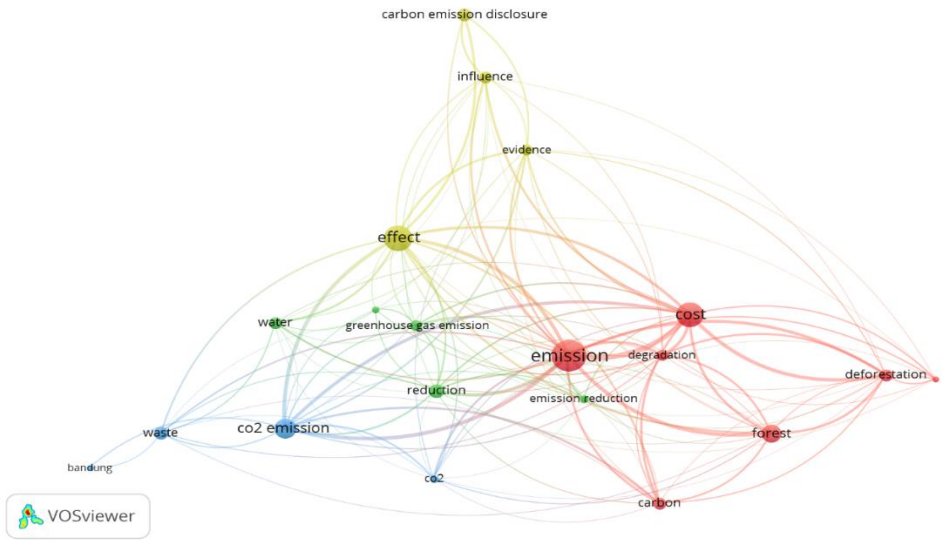 carbon emission disclosure
influence
evidence
effect
water
greenhouse gas emission
cost
emission
degradation
deforestation
reduction
emission reduction
co2 emission
waste
forest
bandung
co2
carbon
VOSviewer